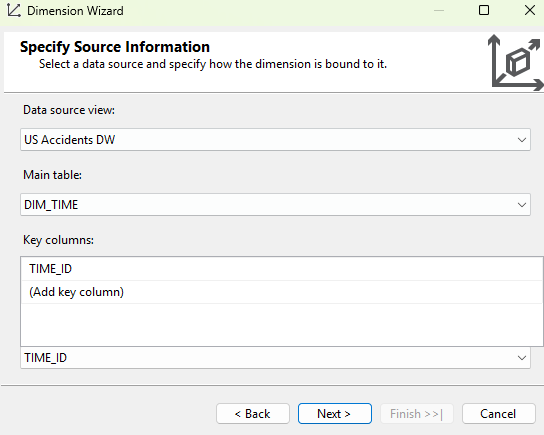 Dimension Wizard
Specify Source Information
Select a data source and specify how the dimension is bound to it.
Data source view:
US Accidents DW
Main table:
DIM_TIME
Key columns:
TIME_ID
(Add key column)
TIME_ID
< Back
Next >
Finish >>|
Cancel